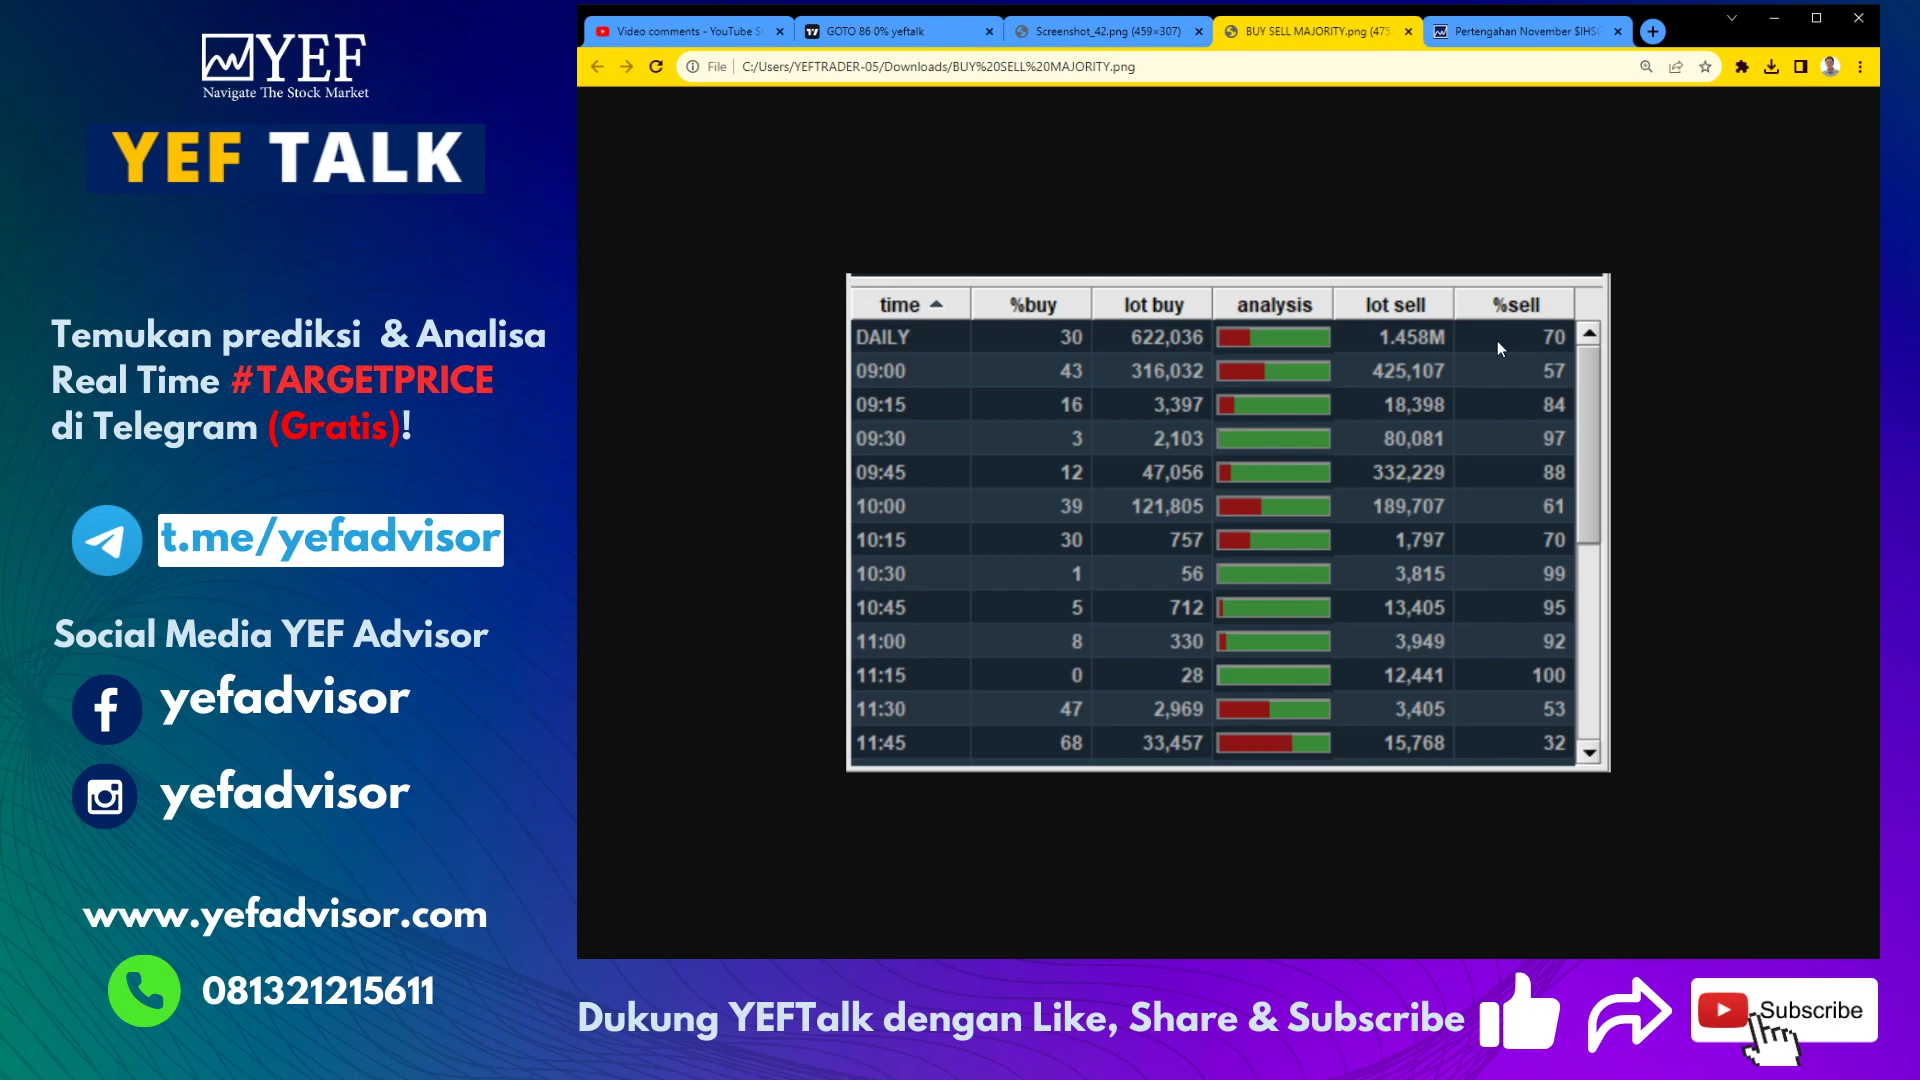 YEF
Navigate The Stock Market
YEF TALK
Temukan prediksi & Analisa
Real Time #TARGETPRICE
di Telegram (Gratis)!
t.me/yefadvisor
Social Media YEF Advisor
yefadvisor
yefadvisor
www.yefadvisor.com
081321215611
Video comments - YouTube S
GOTO 86 0% yeftalk
Screenshot_42.png (459×307)
BUY SELL MAJORITY.png (475
Pertengahan November $IHSG
File C:/Users/YEFTRADER-05/Downloads/BUY%20SELL%20MAJORITY.png
time %buy lot buy analysis lot sell %sell
DAILY 30 622,036 1.458M 70
09:00 43 316,032 425,107 57
09:15 16 3,397 18,398 84
09:30 3 2,103 80,081 97
09:45 12 47,056 332,229 88
10:00 39 121,805 189,707 61
10:15 30 757 1,797 70
10:30 1 56 3,815 99
10:45 5 712 13,405 95
11:00 8 330 3,949 92
11:15 0 28 12,441 100
11:30 47 2,969 3,405 53
11:45 68 33,457 15,768 32
Dukung YEFTalk dengan Like, Share & Subscribe
Subscribe